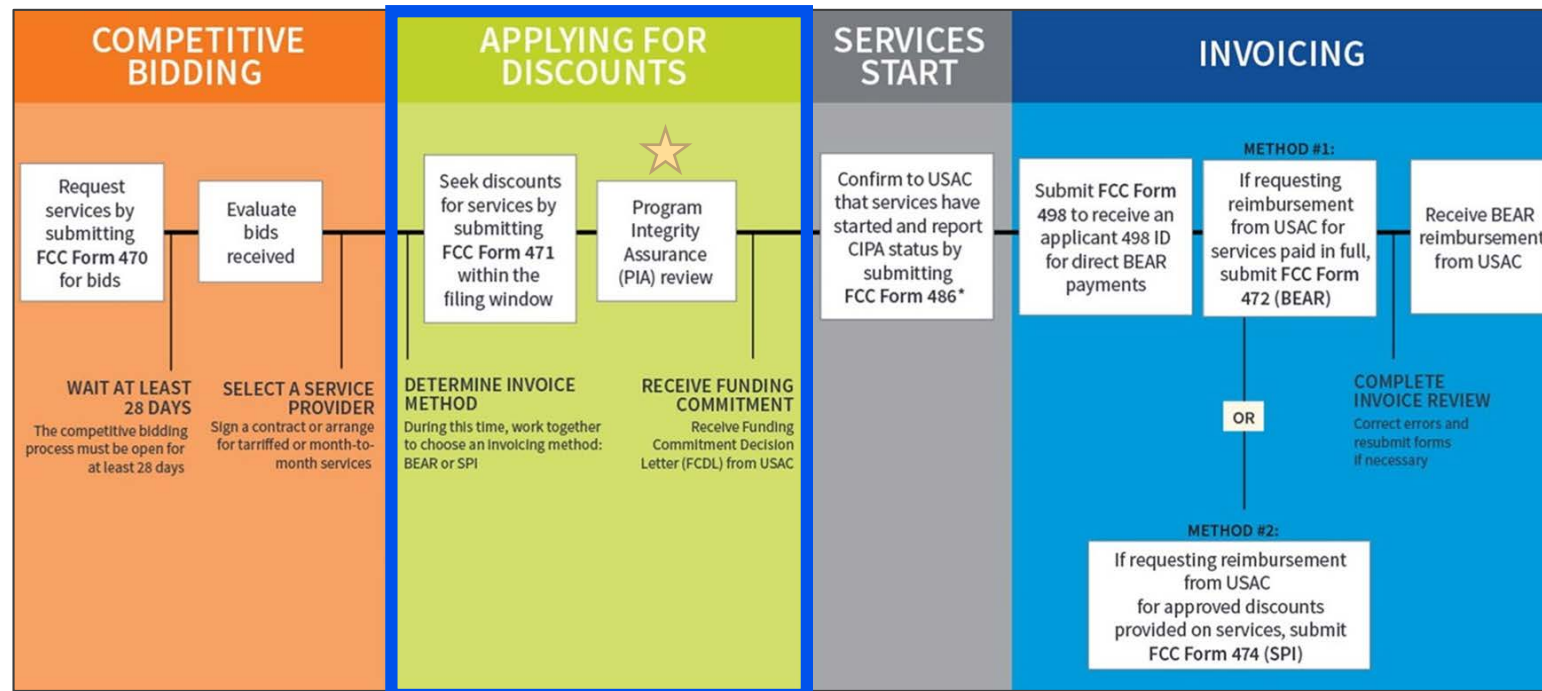 COMPETITIVE
BIDDING
Request
services by
submitting
FCC Form 470
for bids
Evaluate
bids
received
WAIT AT LEAST
28 DAYS
The competitive bidding
process must be open for
at least 28 days
SELECT A SERVICE
PROVIDER
Sign a contract or arrange
for tarriffed or month-to-
month services
APPLYING FOR
DISCOUNTS
Seek discounts
for services by
submitting
FCC Form 471
within the
filing window
Program
Integrity
Assurance
(PIA) review
DETERMINE INVOICE
METHOD
During this time, work together
to choose an invoicing method:
BEAR or SPI
RECEIVE FUNDING
COMMITMENT
Receive Funding
Commitment Decision
Letter (FCDL) from USAC
SERVICES
START
Confirm to USAC
that services have
started and report
CIPA status by
submitting
FCC Form 486*
INVOICING
Submit FCC Form
498 to receive an
applicant 498 ID
for direct BEAR
payments
METHOD #1:
If requesting
reimbursement
from USAC for
services paid in full,
submit FCC Form
472 (BEAR)
Receive BEAR
reimbursement
from USAC
COMPLETE
INVOICE REVIEW
Correct errors and
resubmit forms
if necessary
OR
METHOD #2:
If requesting reimbursement
from USAC
for approved discounts
provided on services, submit
FCC Form 474 (SPI)